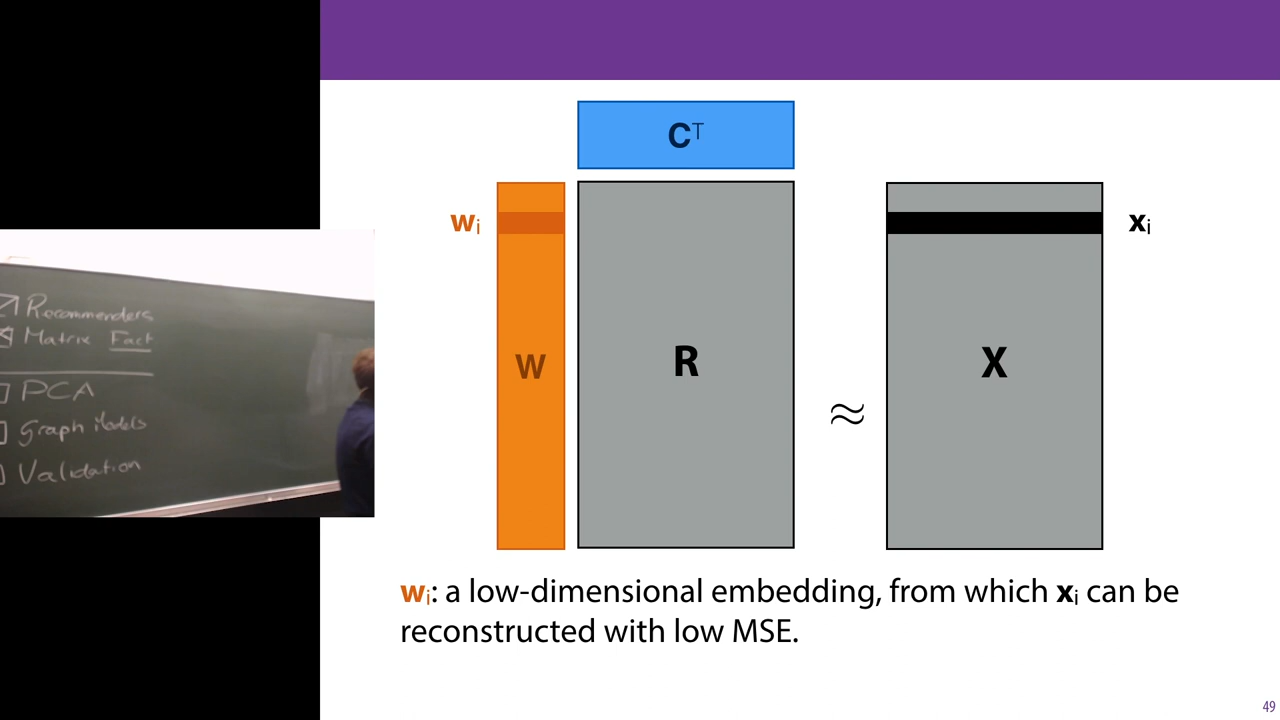 Recommenders
Matrix Fact
PCA
Graph Models
Validation
Cᵀ
wᵢ
W
R
≈
X
xᵢ
wᵢ: a low-dimensional embedding, from which xᵢ can be
reconstructed with low MSE.
49